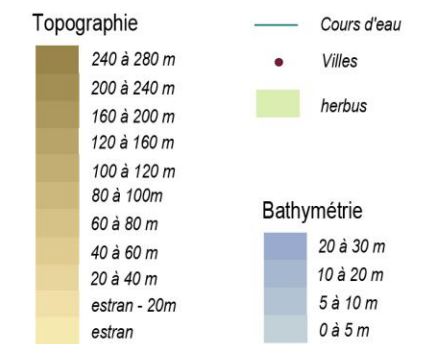 Topographie
240 à 280 m
200 à 240 m
160 à 200 m
120 à 160 m
100 à 120 m
80 à 100m
60 à 80 m
40 à 60 m
20 à 40 m
estran - 20m
estran
Cours d'eau
Villes
herbus
Bathymétrie
20 à 30 m
10 à 20 m
5 à 10 m
0 à 5 m